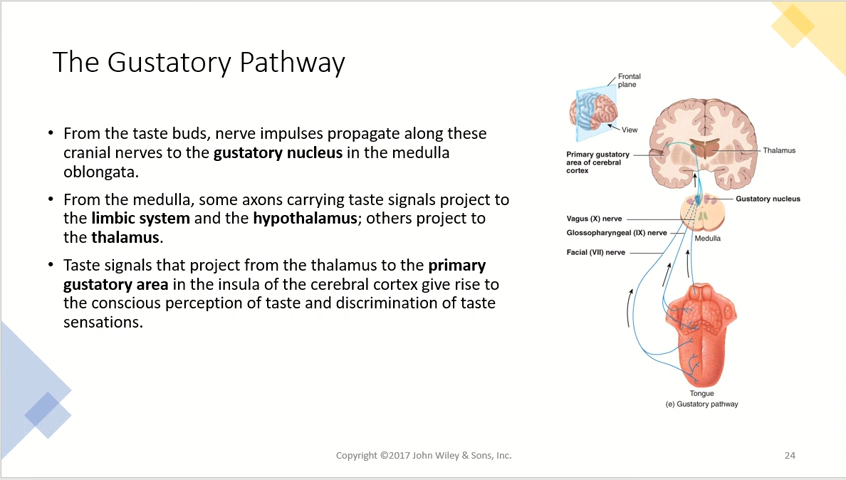 The Gustatory Pathway
• From the taste buds, nerve impulses propagate along these
cranial nerves to the gustatory nucleus in the medulla
oblongata.
• From the medulla, some axons carrying taste signals project to
the limbic system and the hypothalamus; others project to
the thalamus.
• Taste signals that project from the thalamus to the primary
gustatory area in the insula of the cerebral cortex give rise to
the conscious perception of taste and discrimination of taste
sensations.
Frontal
plane
View
Primary gustatory
area of cerebral
cortex
Thalamus
Gustatory nucleus
Vagus (X) nerve
Glossopharyngeal (IX) nerve
Medulla
Facial (VII) nerve
Tongue
(e) Gustatory pathway
Copyright ©2017 John Wiley & Sons, Inc.
24